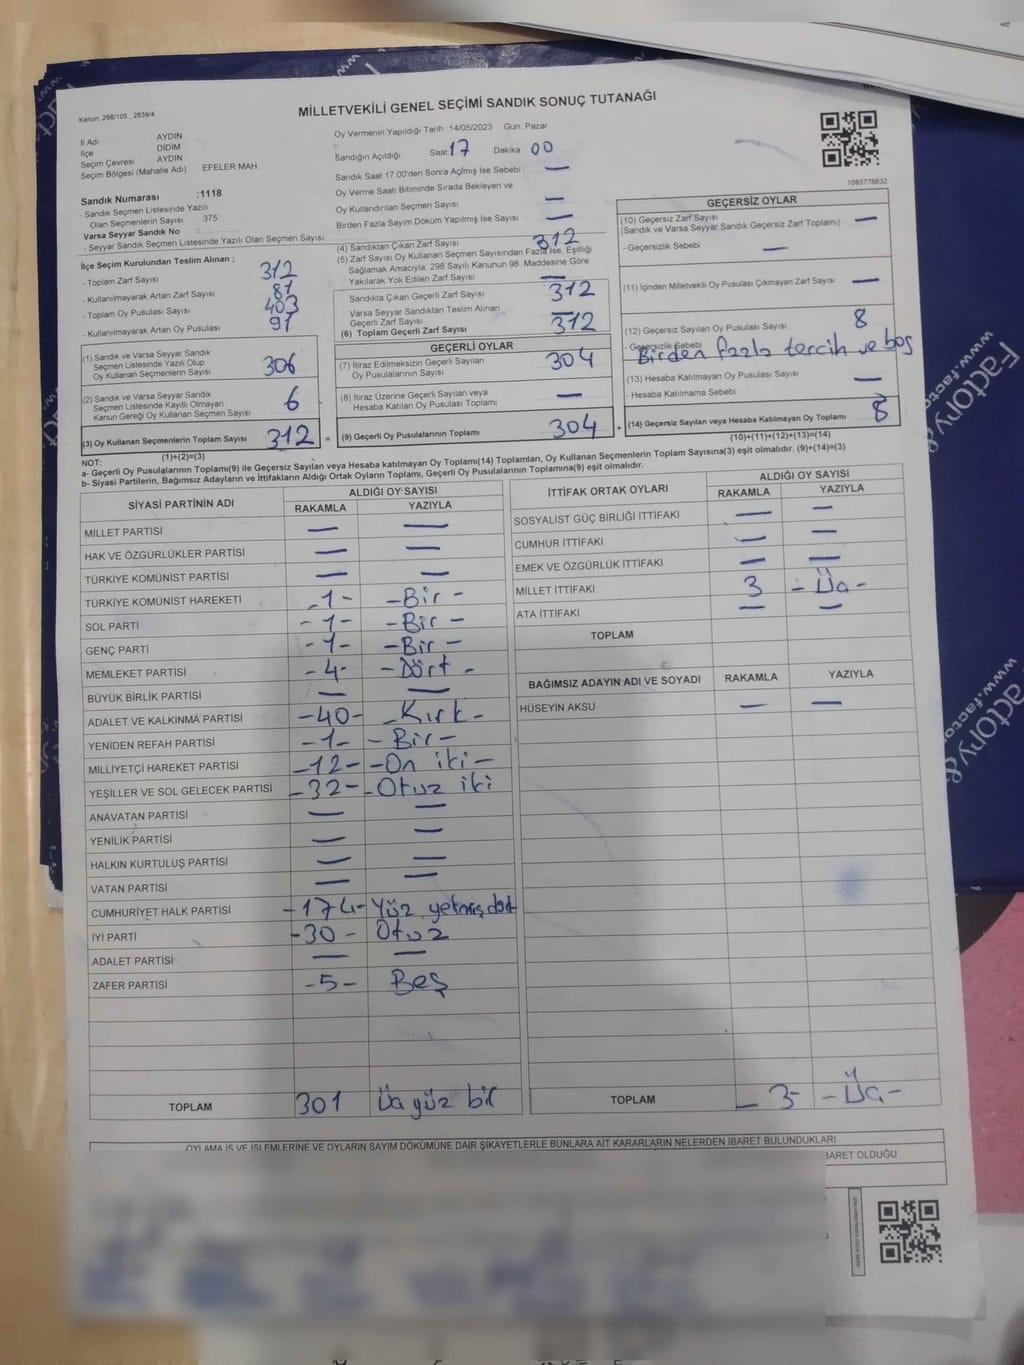 MİLLETVEKİLİ GENEL SEÇİMİ SANDIK SONUÇ TUTANAĞI
Kanun: 298/105 , 2839/4
İl Adı AYDIN
İlçe DİDİM
Seçim Çevresi AYDIN
Seçim Bölgesi (Mahalle Adı) EFELER MAH
Sandık Numarası :1118
- Sandık Seçmen Listesinde Yazılı
Olan Seçmenlerin Sayısı 375
Varsa Seyyar Sandık No :
- Seyyar Sandık Seçmen Listesinde Yazılı Olan Seçmen Sayısı
İlçe Seçim Kurulundan Teslim Alınan ;
- Toplam Zarf Sayısı 312
- Kullanılmayarak Artan Zarf Sayısı 81
- Toplam Oy Pusulası Sayısı 403
- Kullanılmayarak Artan Oy Pusulası 91
(1) Sandık ve Varsa Seyyar Sandık
Seçmen Listesinde Yazılı Olup
Oy Kullanan Seçmenlerin Sayısı 306
(2) Sandık ve Varsa Seyyar Sandık
Seçmen Listesinde Kayıtlı Olmayan
Kanun Gereği Oy Kullanan Seçmen Sayısı 6
(3) Oy Kullanan Seçmenlerin Toplam Sayısı 312 =
(1)+(2)=(3)
Oy Vermenin Yapıldığı Tarih 14/05/2023 Gün: Pazar
Sandığın Açıldığı Saat 17 Dakika 00
Sandık Saat 17.00'den Sonra Açılmış İse Sebebi —
Oy Verme Saati Bitiminde Sırada Bekleyen ve
Oy Kullandırılan Seçmen Sayısı —
Birden Fazla Sayım Döküm Yapılmış İse Sayısı —
(4) Sandıktan Çıkan Zarf Sayısı 312
(5) Zarf Sayısı Oy Kullanan Seçmen Sayısından Fazla İse, Eşitliği
Sağlamak Amacıyla, 298 Sayılı Kanunun 98. Maddesine Göre
Yakılarak Yok Edilen Zarf Sayısı —
Sandıkta Çıkan Geçerli Zarf Sayısı 312
Varsa Seyyar Sandıktan Teslim Alınan
Geçerli Zarf Sayısı —
(6) Toplam Geçerli Zarf Sayısı 312
GEÇERLİ OYLAR
(7) İtiraz Edilmeksizin Geçerli Sayılan
Oy Pusulalarının Sayısı 304
(8) İtiraz Üzerine Geçerli Sayılan veya
Hesaba Katılan Oy Pusulası Toplamı —
(9) Geçerli Oy Pusulalarının Toplamı 304 +
1083778632
GEÇERSİZ OYLAR
(10) Geçersiz Zarf Sayısı —
(Sandık ve Varsa Seyyar Sandık Geçersiz Zarf Toplamı)
- Geçersizlik Sebebi —
(11) İçinden Milletvekili Oy Pusulası Çıkmayan Zarf Sayısı —
(12) Geçersiz Sayılan Oy Pusulası Sayısı 8
- Geçersizlik Sebebi Birden fazla tercih ve boş
(13) Hesaba Katılmayan Oy Pusulası Sayısı —
- Hesaba Katılmama Sebebi
(14) Geçersiz Sayılan veya Hesaba Katılmayan Oy Toplamı 8
(10)+(11)+(12)+(13)=(14)
NOT:
a- Geçerli Oy Pusulalarının Toplamı(9) ile Geçersiz Sayılan veya Hesaba katılmayan Oy Toplamı(14) Toplamları, Oy Kullanan Seçmenlerin Toplam Sayısına(3) eşit olmalıdır. (9)+(14)=(3)
b- Siyasi Partilerin, Bağımsız Adayların ve İttifakların Aldığı Ortak Oyların Toplamı, Geçerli Oy Pusulalarının Toplamına(9) eşit olmalıdır.
SİYASİ PARTİNİN ADI ALDIĞI OY SAYISI
RAKAMLA YAZIYLA
MİLLET PARTİSİ — —
HAK VE ÖZGÜRLÜKLER PARTİSİ — —
TÜRKİYE KOMÜNİST PARTİSİ — —
TÜRKİYE KOMÜNİST HAREKETİ -1- -Bir-
SOL PARTİ -1- -Bir-
GENÇ PARTİ -1- -Bir-
MEMLEKET PARTİSİ -4- -Dört-
BÜYÜK BİRLİK PARTİSİ — —
ADALET VE KALKINMA PARTİSİ -40- -Kırk-
YENİDEN REFAH PARTİSİ -1- -Bir-
MİLLİYETÇİ HAREKET PARTİSİ -12- -On iki-
YEŞİLLER VE SOL GELECEK PARTİSİ -32- -Otuz iki
ANAVATAN PARTİSİ — —
YENİLİK PARTİSİ — —
HALKIN KURTULUŞ PARTİSİ — —
VATAN PARTİSİ — —
CUMHURİYET HALK PARTİSİ -174- Yüz yetmiş dört
İYİ PARTİ -30- Otuz
ADALET PARTİSİ — —
ZAFER PARTİSİ -5- Beş
TOPLAM 301 Üç yüz bir
İTTİFAK ORTAK OYLARI ALDIĞI OY SAYISI
RAKAMLA YAZIYLA
SOSYALİST GÜÇ BİRLİĞİ İTTİFAKI — —
CUMHUR İTTİFAKI — —
EMEK VE ÖZGÜRLÜK İTTİFAKI — —
MİLLET İTTİFAKI 3 -Üç-
ATA İTTİFAKI — —
TOPLAM
BAĞIMSIZ ADAYIN ADI VE SOYADI RAKAMLA YAZIYLA
HÜSEYİN AKSU — —
TOPLAM - 3- -Üç-
OYLAMA İŞ VE İŞLEMLERİNE VE OYLARIN SAYIM DÖKÜMÜNE DAİR ŞİKAYETLERLE BUNLARA AİT KARARLARIN NELERDEN İBARET BULUNDUKLARI
BARET OLDUĞU
Factory &
www.facto